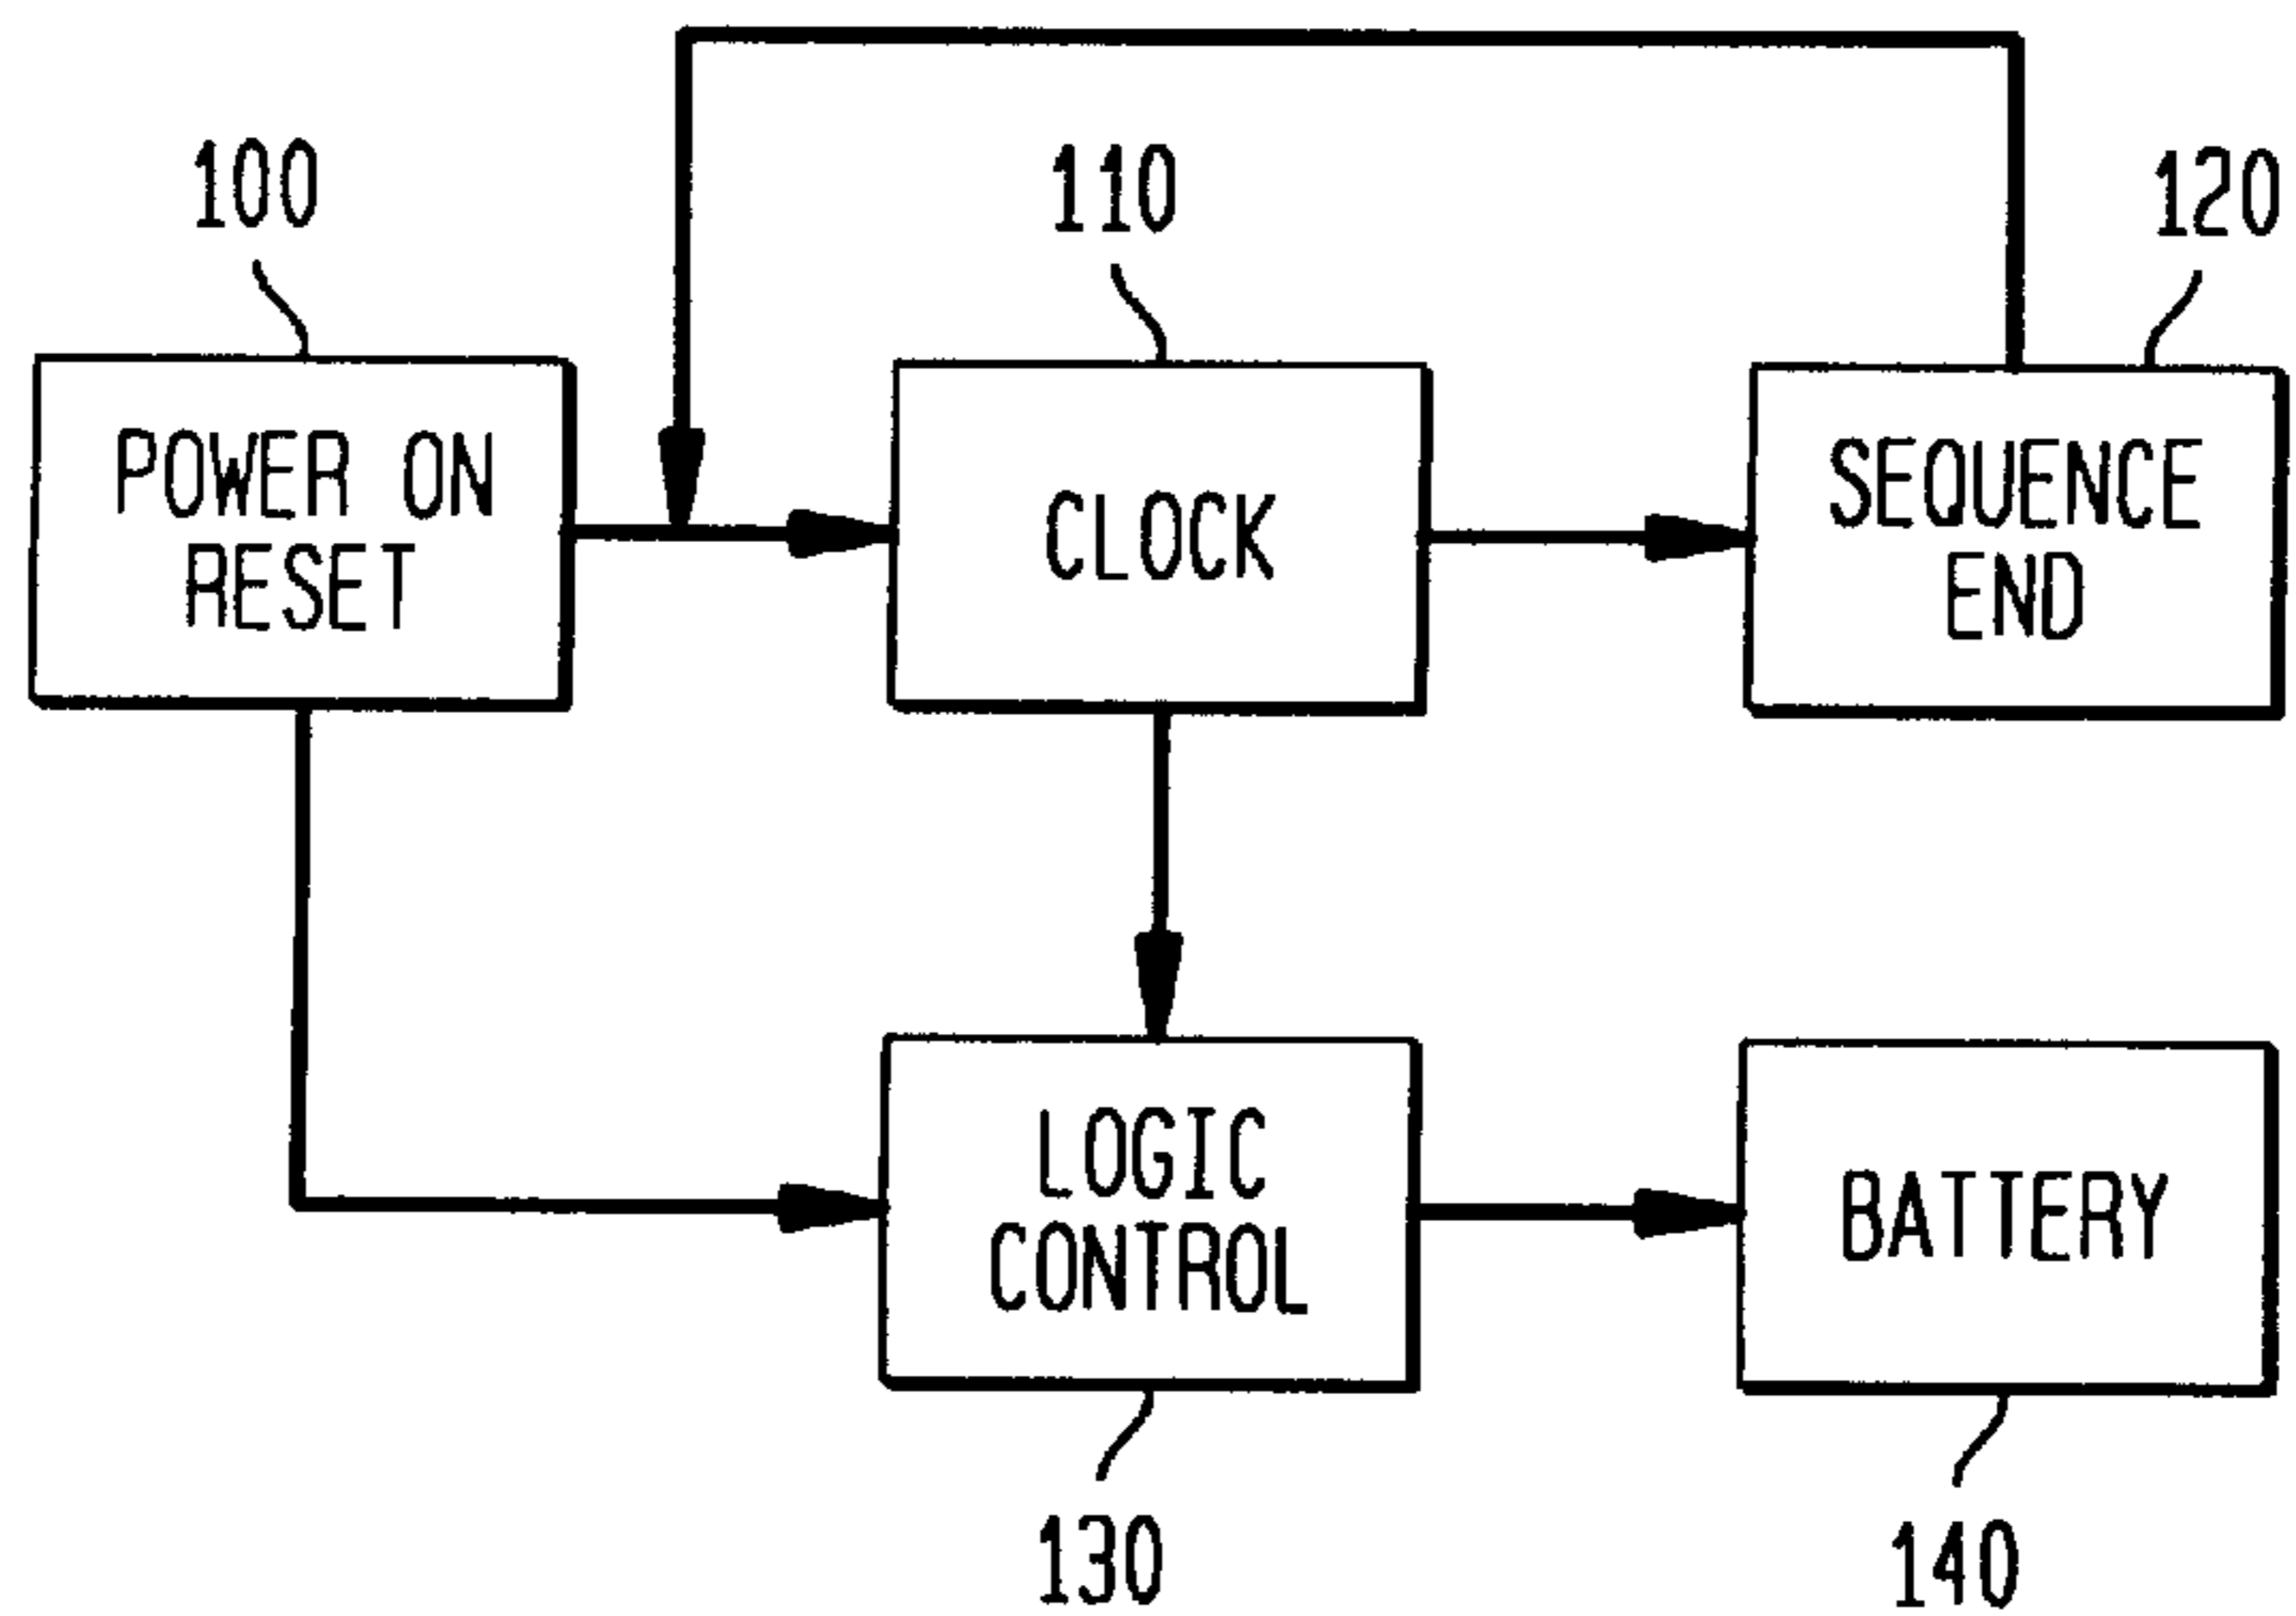 100
110
120
POWER ON
RESET
CLOCK
SEQUENCE
END
LOGIC
CONTROL
BATTERY
130
140